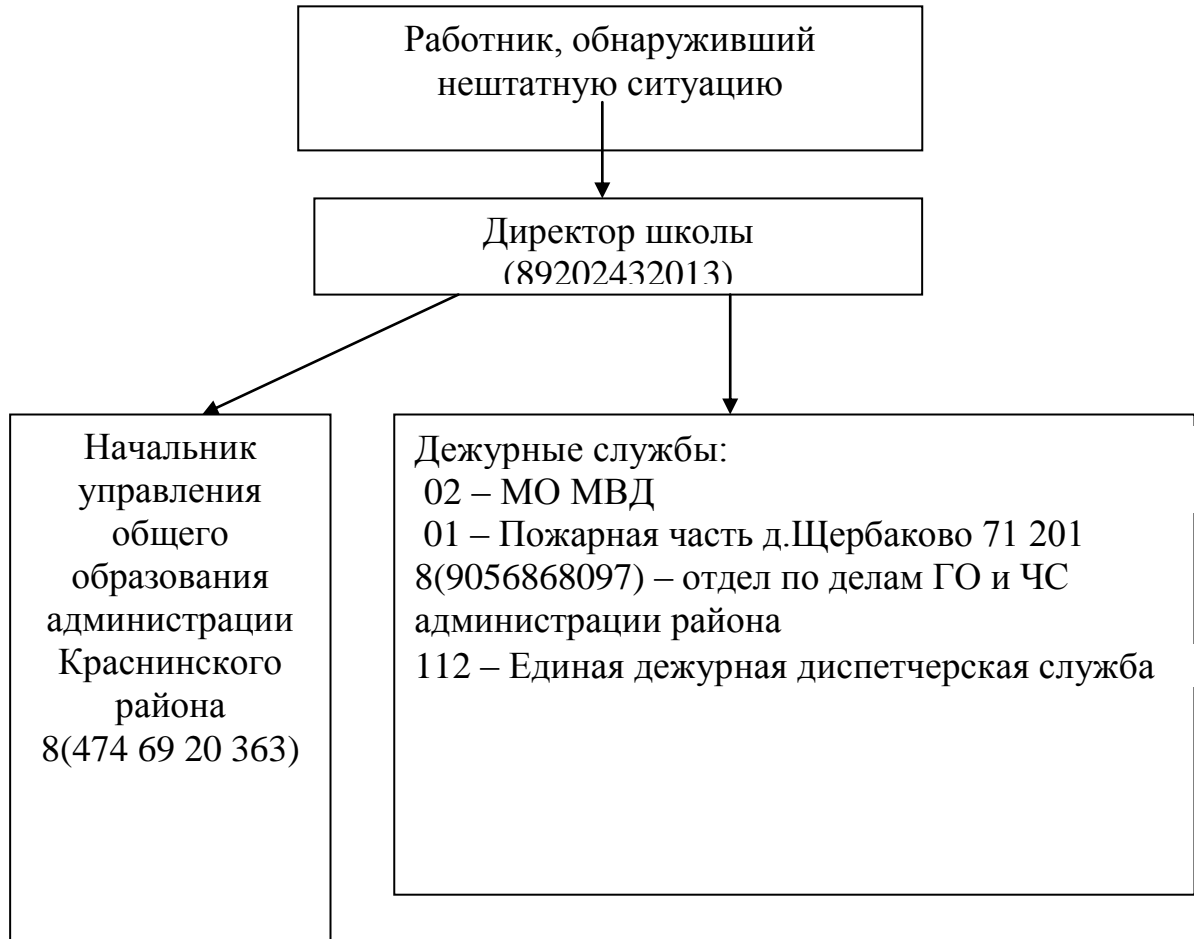 Работник, обнаруживший
нештатную ситуацию
Директор школы
(89202432013)
Начальник
управления
общего
образования
администрации
Краснинского
района
8(474 69 20 363)
Дежурные службы:
02 – МО МВД
01 – Пожарная часть д.Щербаково 71 201
8(9056868097) – отдел по делам ГО и ЧС
администрации района
112 – Единая дежурная диспетчерская служба